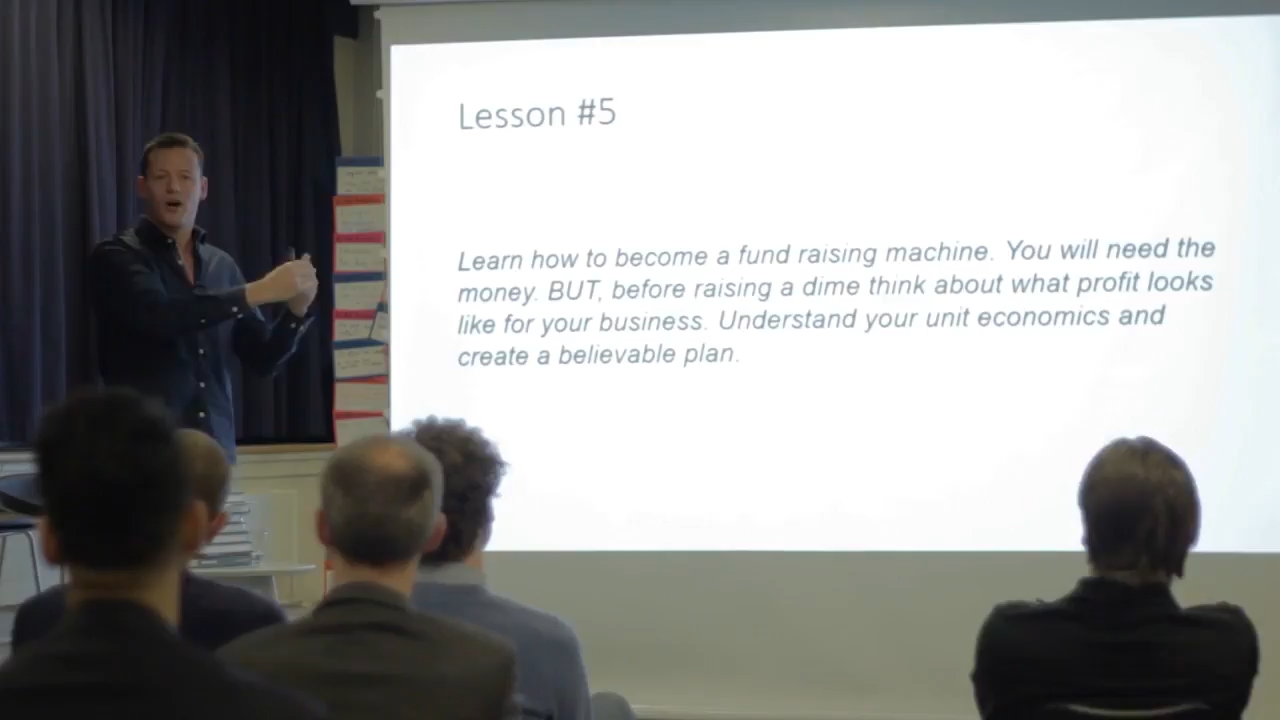 Lesson #5
Learn how to become a fund raising machine. You will need the
money. BUT, before raising a dime think about what profit looks
like for your business. Understand your unit economics and
create a believable plan.